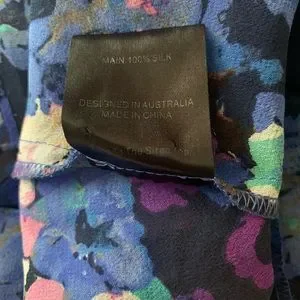 MAIN 100% SILK
DESIGNED IN AUSTRALIA
MADE IN CHINA